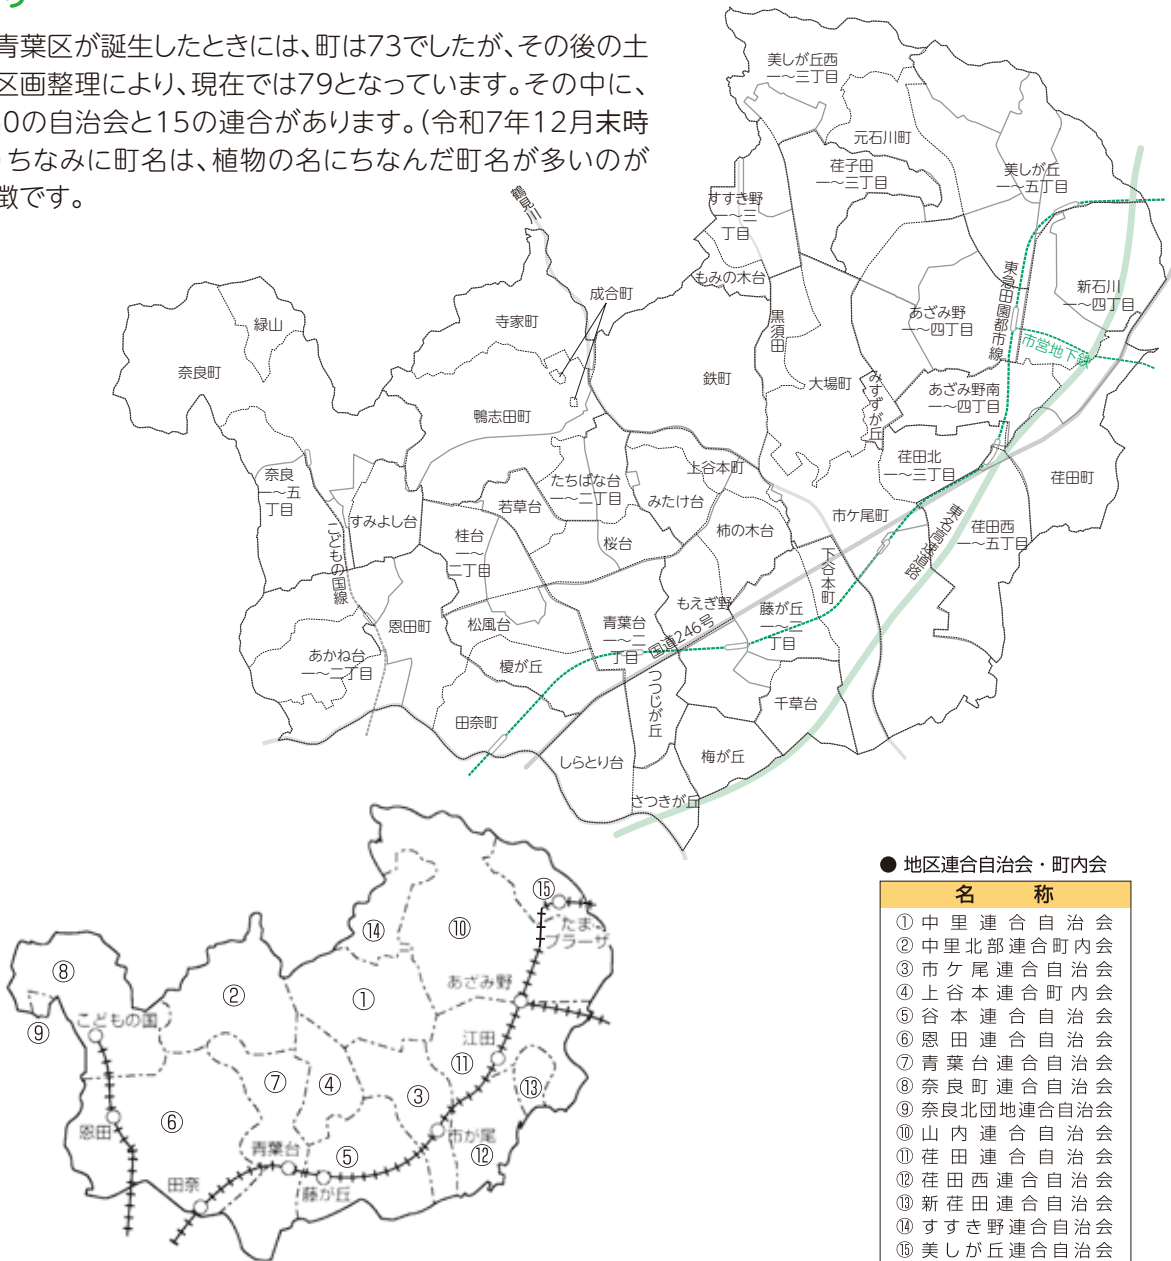 青葉区が誕生したときには、町は73でしたが、その後の土
区画整理により、現在では79となっています。その中に、
0の自治会と15の連合があります。(令和7年12月末時
ちなみに町名は、植物の名にちなんだ町名が多いのが
徴です。
美しが丘西
一～三丁目
元石川町
荏子田
一～三丁目
美しが丘
一～五丁目
すすき野
一～三
丁目
鶴見川
もみの木台
新石川
一～四丁目
東急田園都市線
成合町
黒須田
あざみ野
一～四丁目
市営地下鉄
緑山
寺家町
奈良町
鉄町
大場町
みすずが丘
あざみ野南
一～四丁目
鴨志田町
荏田北
一～三丁目
荏田町
奈良
一～五
丁目
たちばな台
一～二丁目
上谷本町
みたけ台
若草台
すみよし台
市ケ尾町
荏田西
一～五丁目
東名高速道路
柿の木台
桂台
一～
二丁目
桜台
こどもの国線
下谷本町
もえぎ野
藤が丘
一～二
丁目
恩田町
松風台
青葉台
一～二
丁目
国道246号
あかね台
一～二丁目
榎が丘
つつじが丘
千草台
田奈町
しらとり台
梅が丘
さつきが丘
⑮
たま
プラーザ
⑭
⑩
⑧
②
①
あざみ野
⑨
こどもの国
江田
⑪
⑦
④
③
⑬
⑥
恩田
市が尾
青葉台
⑤
⑫
田奈
藤が丘
● 地区連合自治会・町内会
名 称
① 中里連合自治会
② 中里北部連合町内会
③ 市ケ尾連合自治会
④ 上谷本連合町内会
⑤ 谷本連合自治会
⑥ 恩田連合自治会
⑦ 青葉台連合自治会
⑧ 奈良町連合自治会
⑨ 奈良北団地連合自治会
⑩ 山内連合自治会
⑪ 荏田連合自治会
⑫ 荏田西連合自治会
⑬ 新荏田連合自治会
⑭ すすき野連合自治会
⑮ 美しが丘連合自治会